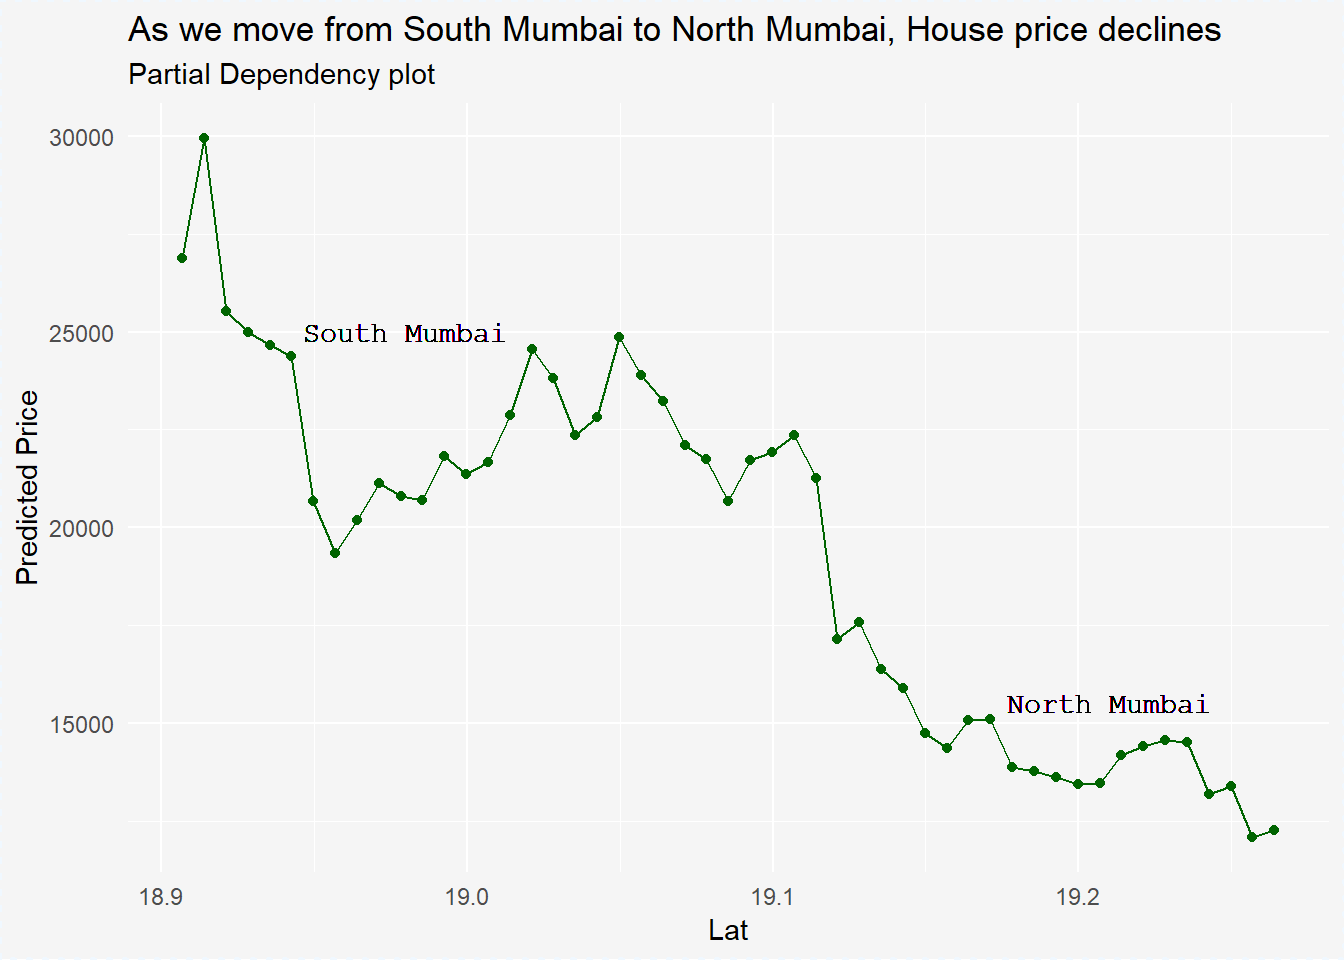 As we move from South Mumbai to North Mumbai, House price declines
Partial Dependency plot
30000
25000
20000
15000
Predicted Price
South Mumbai
North Mumbai
18.9
19.0
19.1
19.2
Lat